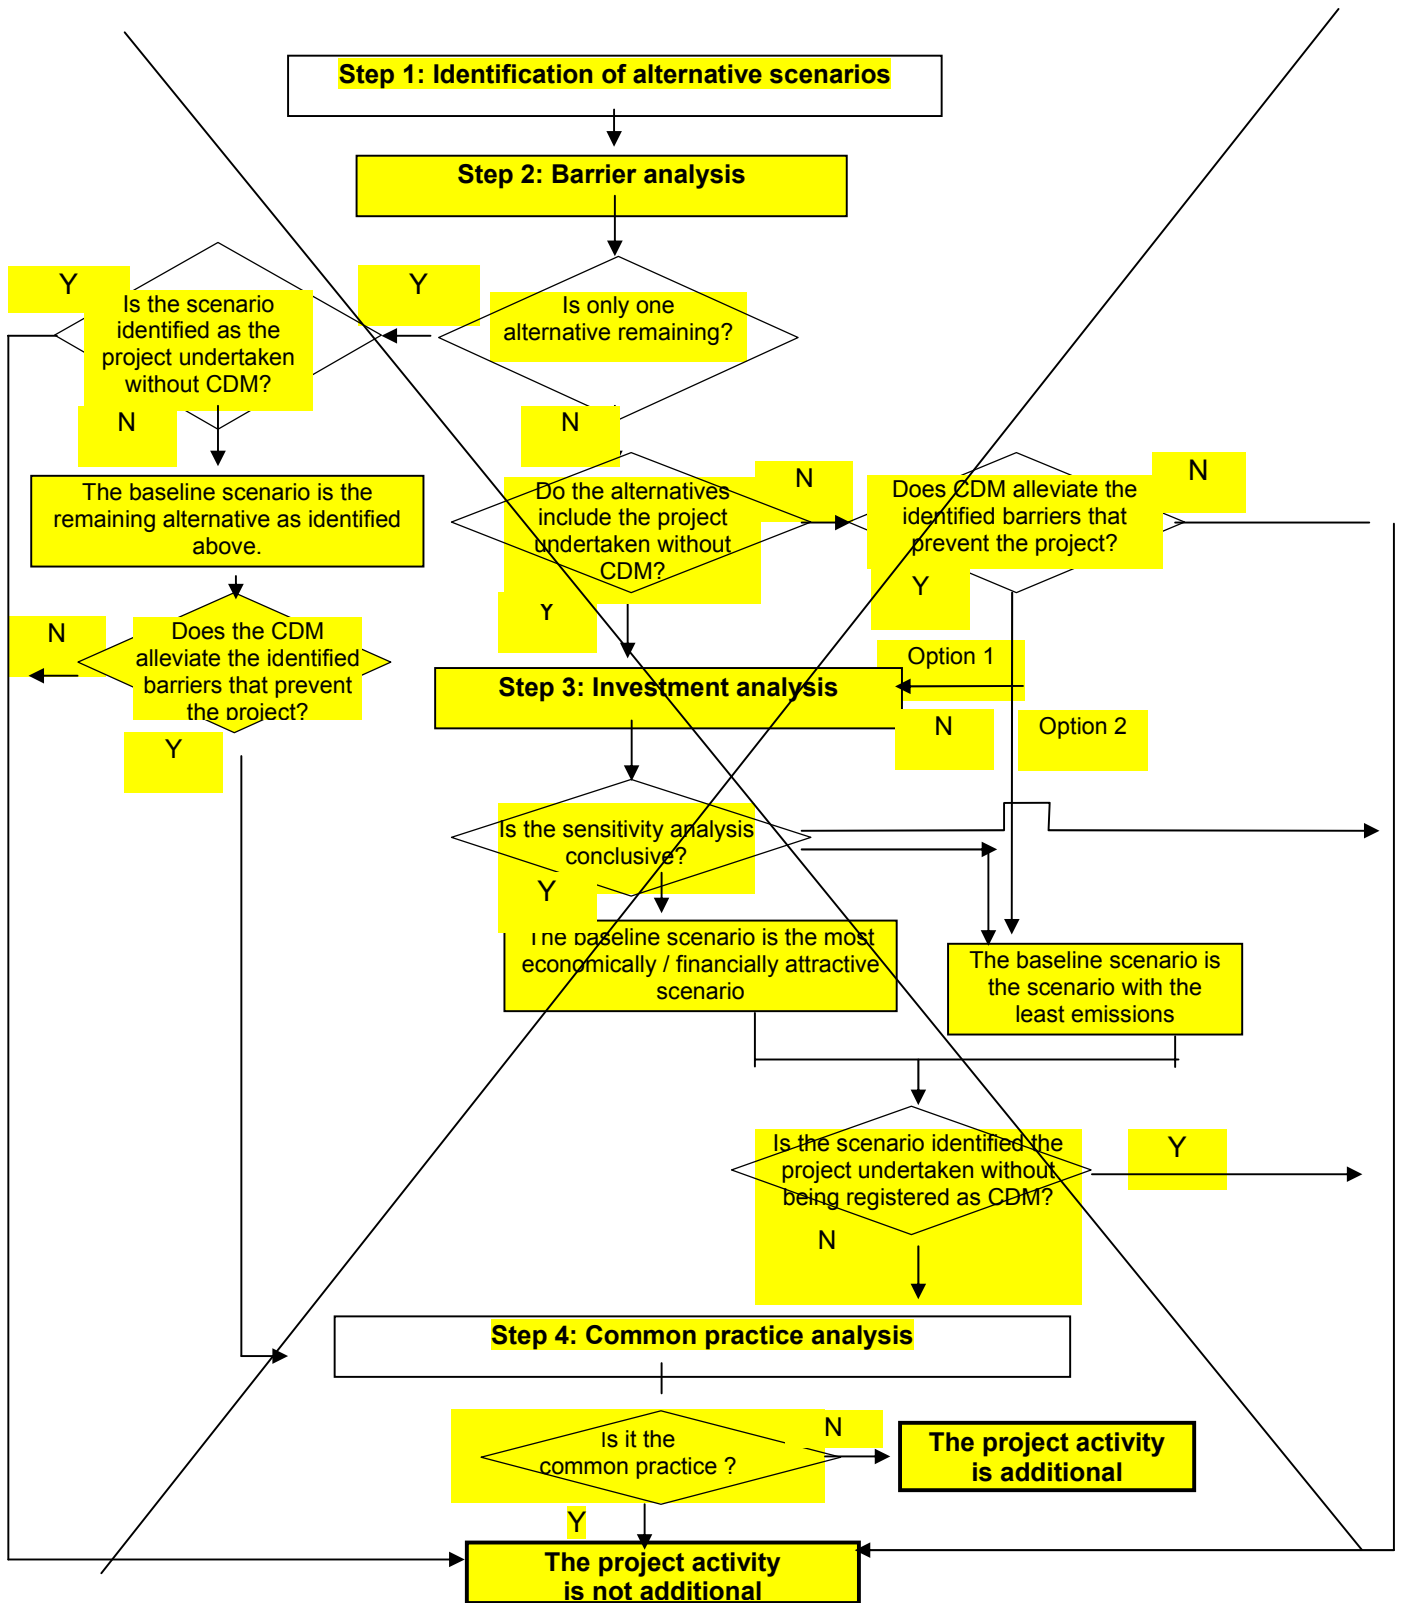 Step 1: Identification of alternative scenarios
Step 2: Barrier analysis
Y
Is the scenario
identified as the
project undertaken
without CDM?
Y
Is only one
alternative remaining?
N
N
The baseline scenario is the
remaining alternative as identified
above.
Do the alternatives
include the project
undertaken without
CDM?
N
Does CDM alleviate the
identified barriers that
prevent the project?
N
Y
Y
N
Does the CDM
alleviate the identified
barriers that prevent
the project?
Y
Option 1
Step 3: Investment analysis
N
Option 2
Is the sensitivity analysis
conclusive?
Y
The baseline scenario is the most
economically / financially attractive
scenario
The baseline scenario is
the scenario with the
least emissions
Is the scenario identified the
project undertaken without
being registered as CDM?
Y
N
Step 4: Common practice analysis
Is it the
common practice ?
N
The project activity
is additional
Y
The project activity
is not additional